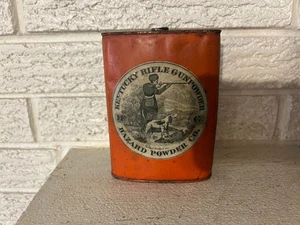 KENTUCKY RIFLE GUNPOWDER
HAZARD POWDER CO.